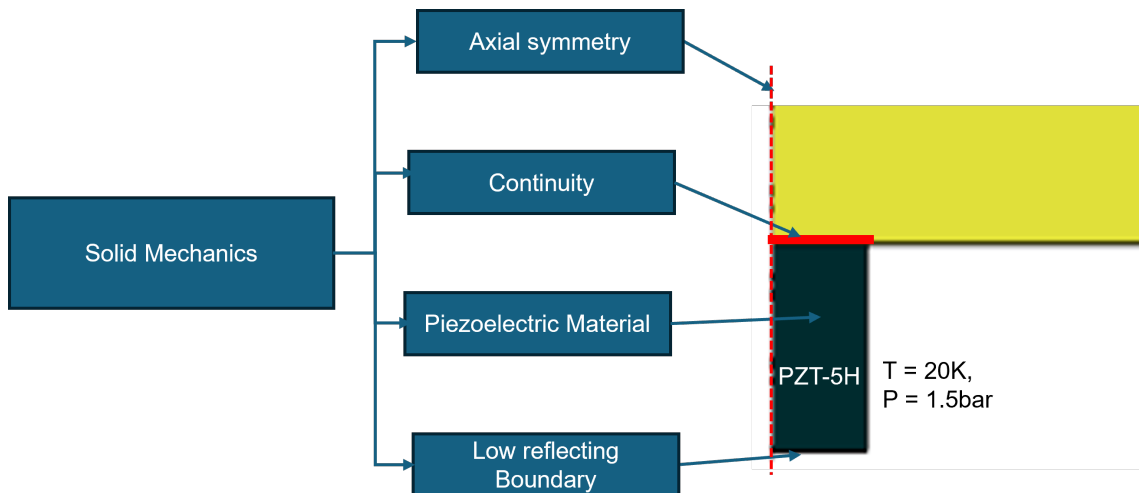 Axial symmetry
Continuity
Solid Mechanics
Piezoelectric Material
PZT-5H
T = 20K,
P = 1.5bar
Low reflecting
Boundary